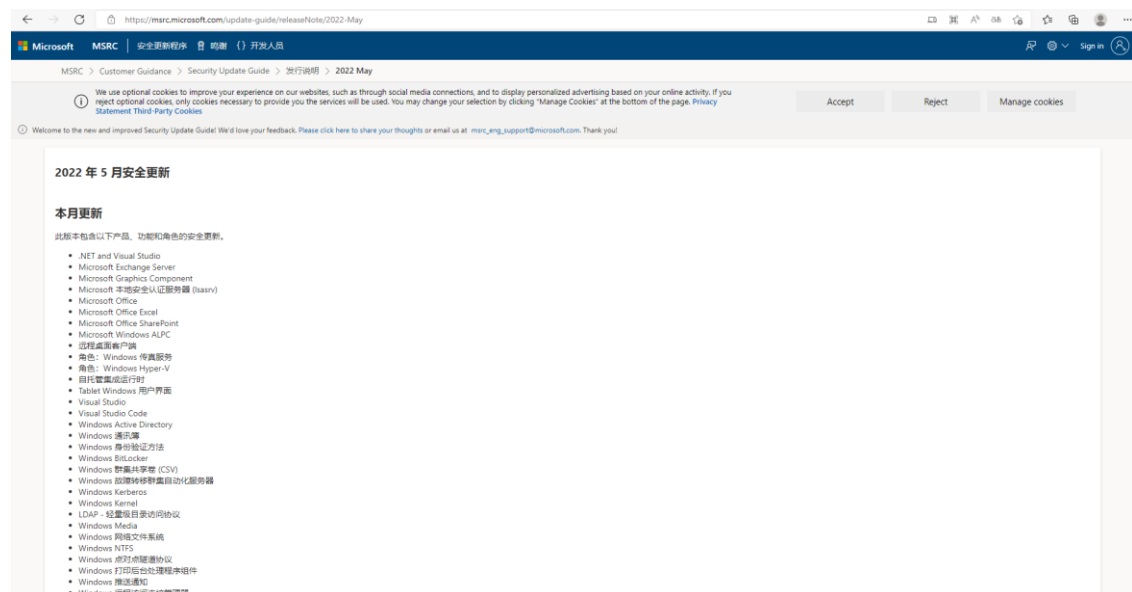 https://msrc.microsoft.com/update-guide/releaseNote/2022-May
Microsoft MSRC 安全更新程序 鸣谢 {} 开发人员 Sign in
MSRC > Customer Guidance > Security Update Guide > 发行说明 > 2022 May
We use optional cookies to improve your experience on our websites, such as through social media connections, and to display personalized advertising based on your online activity. If you
reject optional cookies, only cookies necessary to provide you the services will be used. You may change your selection by clicking "Manage Cookies" at the bottom of the page. Privacy
Statement Third-Party Cookies
Accept Reject Manage cookies
Welcome to the new and improved Security Update Guide! We'd love your feedback. Please click here to share your thoughts or email us at msrc_eng_support@microsoft.com. Thank you!
2022 年 5 月安全更新
本月更新
此版本包含以下产品、功能和角色的安全更新。
.NET and Visual Studio
Microsoft Exchange Server
Microsoft Graphics Component
Microsoft 本地安全认证服务器 (lsasrv)
Microsoft Office
Microsoft Office Excel
Microsoft Office SharePoint
Microsoft Windows ALPC
远程桌面客户端
角色：Windows 传真服务
角色：Windows Hyper-V
自托管集成运行时
Tablet Windows 用户界面
Visual Studio
Visual Studio Code
Windows Active Directory
Windows 通讯簿
Windows 身份验证方法
Windows BitLocker
Windows 群集共享卷 (CSV)
Windows 故障转移群集自动化服务器
Windows Kerberos
Windows Kernel
LDAP - 轻量级目录访问协议
Windows Media
Windows 网络文件系统
Windows NTFS
Windows 点对点隧道协议
Windows 打印后台处理程序组件
Windows 推送通知